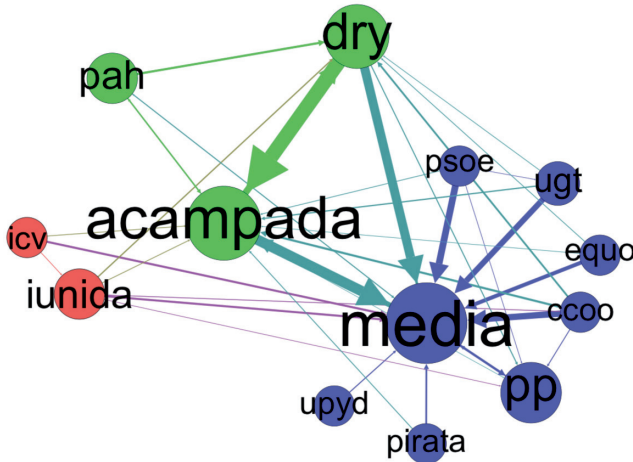 dry
pah
psoe
ugt
acampada
icv
equo
iunida
ccoo
media
pp
upyd
pirata